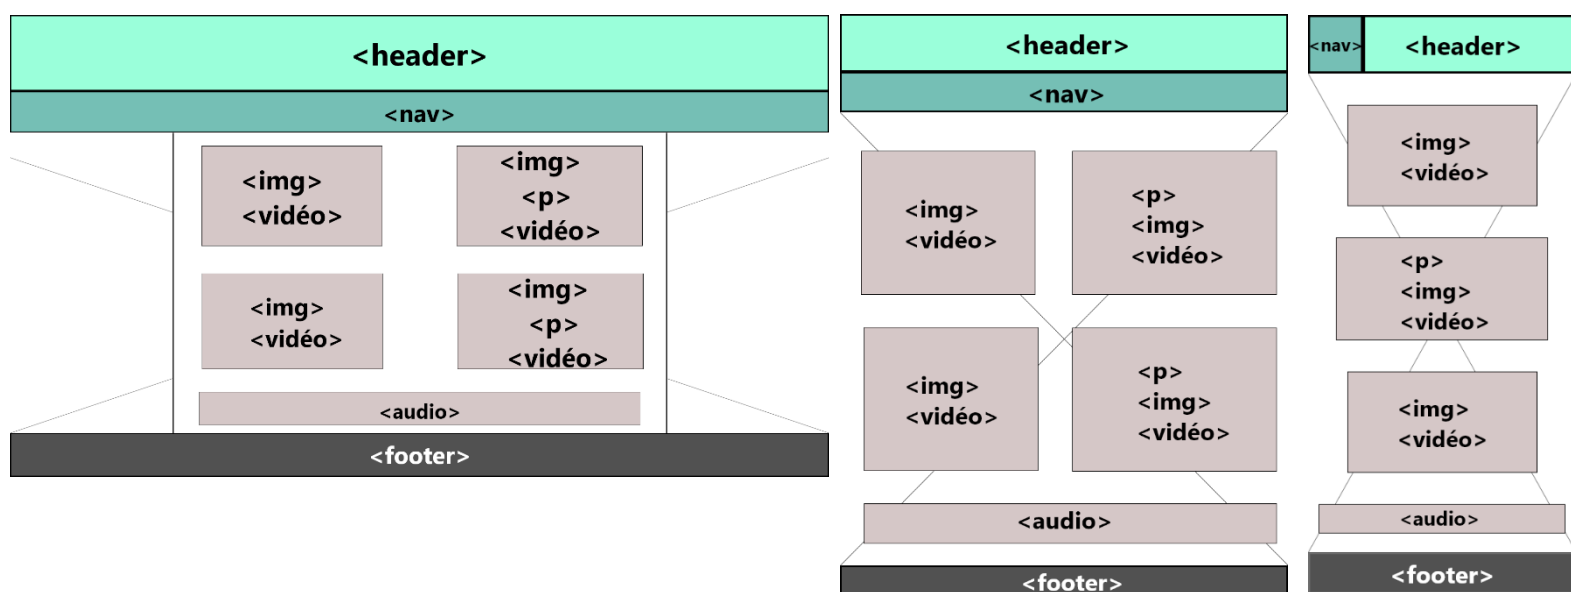 <header>
<nav>
<img>
<vidéo>
<img>
<p>
<vidéo>
<img>
<vidéo>
<img>
<p>
<vidéo>
<audio>
<footer>
<header>
<nav>
<img>
<vidéo>
<p>
<img>
<vidéo>
<img>
<vidéo>
<p>
<img>
<vidéo>
<audio>
<footer>
<nav>
<header>
<img>
<vidéo>
<p>
<img>
<vidéo>
<img>
<vidéo>
<audio>
<footer>